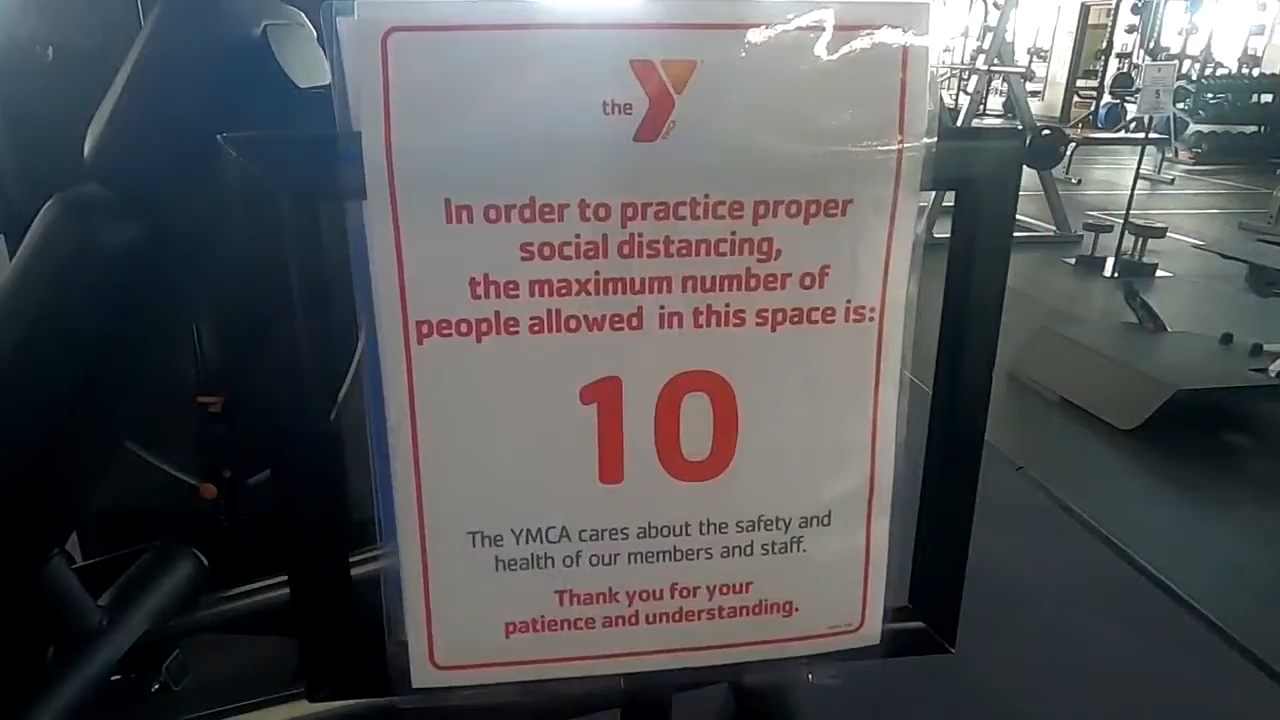 the
YMCA
In order to practice proper
social distancing,
the maximum number of
people allowed in this space is:
10
The YMCA cares about the safety and
health of our members and staff.
Thank you for your
patience and understanding.
5